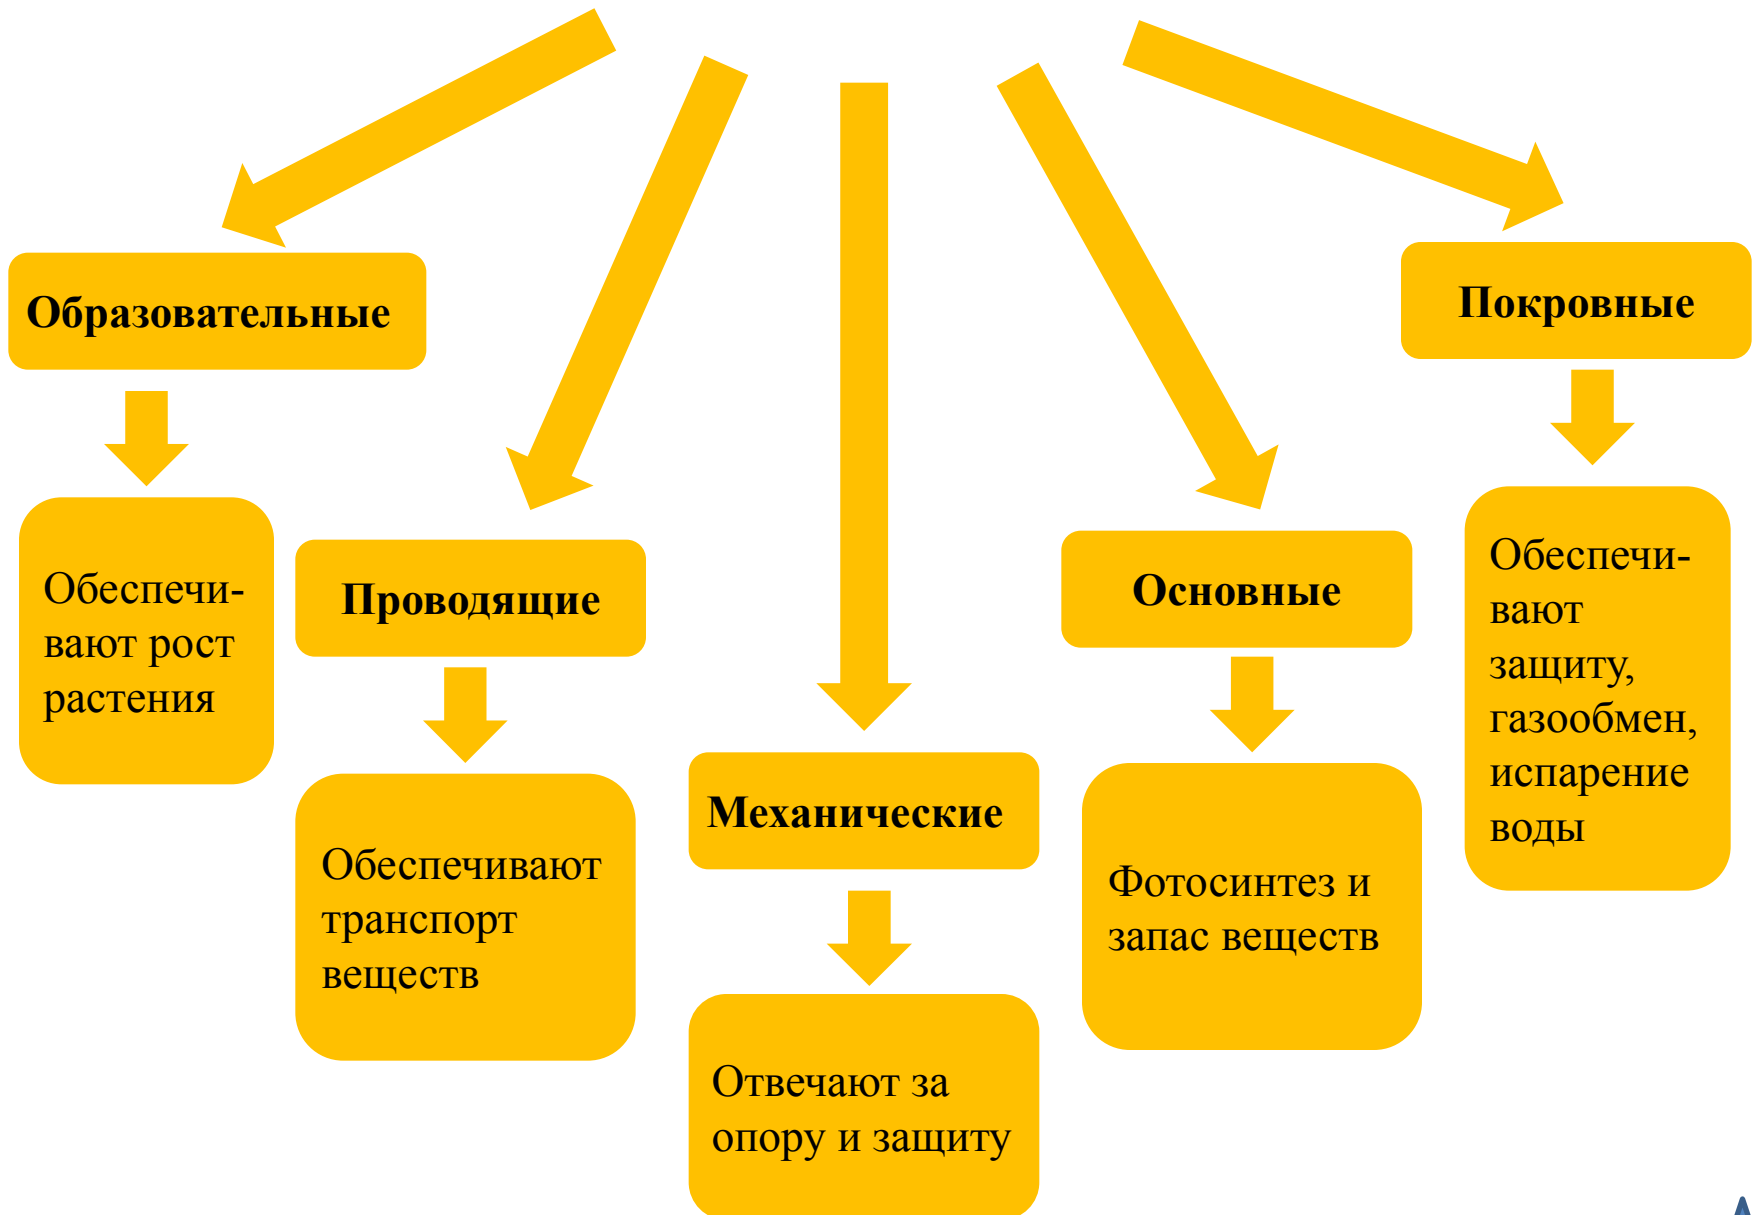 Образовательные
Обеспечи-
вают рост
растения
Проводящие
Обеспечивают
транспорт
веществ
Механические
Отвечают за
опору и защиту
Основные
Фотосинтез и
запас веществ
Покровные
Обеспечи-
вают
защиту,
газообмен,
испарение
воды